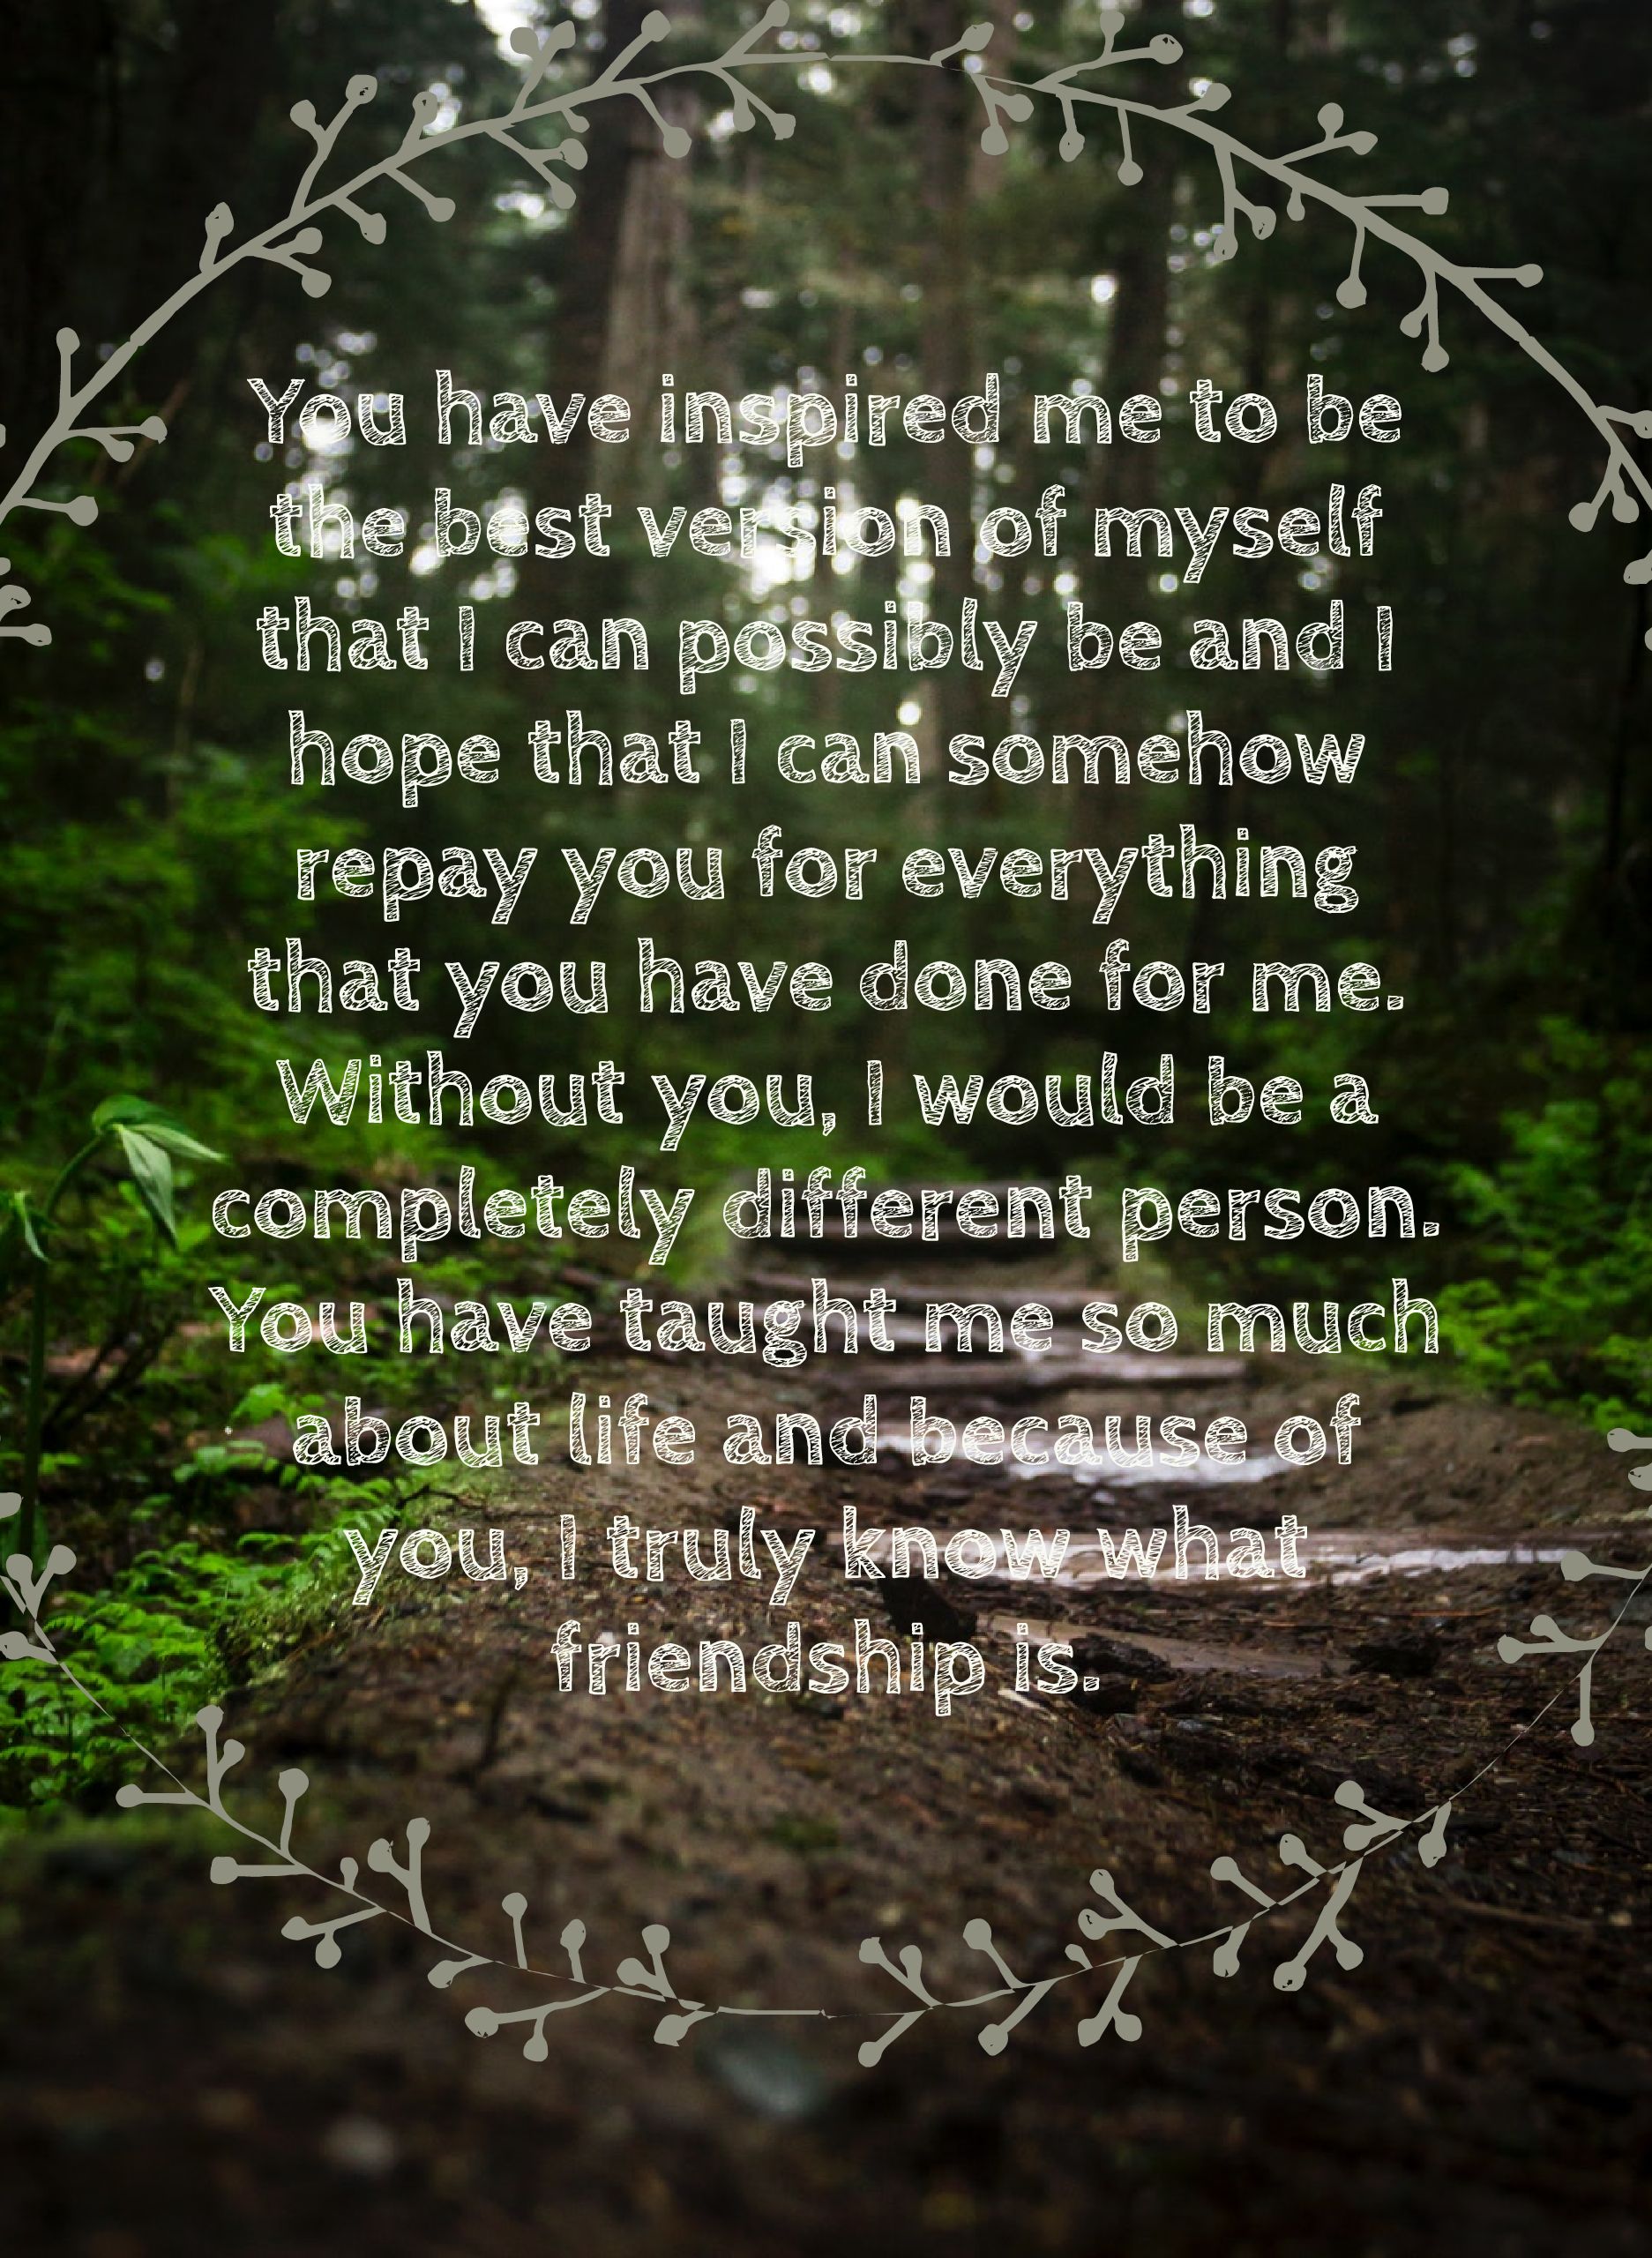 You have inspired me to be
the best version of myself
that I can possibly be and I
hope that I can somehow
repay you for everything
that you have done for me.
Without you, I would be a
completely different person.
You have taught me so much
about life and because of
you, I truly know what
friendship is.